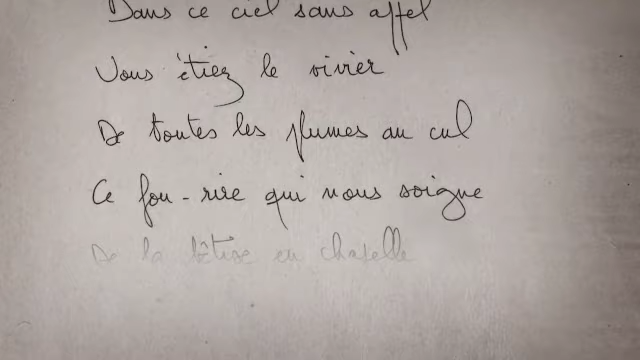 Dans ce ciel sans appel
Vous étiez le vivier
De toutes les plumes au cul
Ce fou-rire qui nous soigne
De la bêtise en chapelle